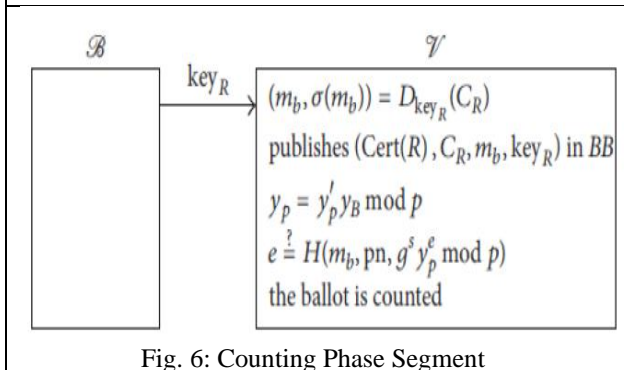 ℬ 𝒱
key_R
(m_b, σ(m_b)) = D_{key_R}(C_R)
publishes (Cert(R), C_R, m_b, key_R) in BB
y_p = y'_p y_B mod p
e ≟ H(m_b, pn, g^s y_p^e mod p)
the ballot is counted
Fig. 6: Counting Phase Segment